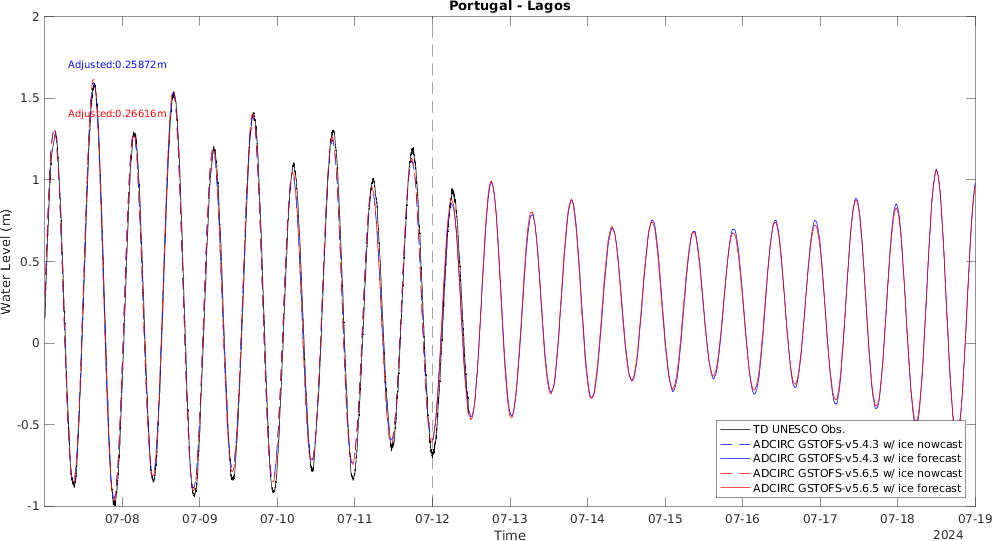 Portugal - Lagos
2
1.5
1
0.5
0
-0.5
-1
Water Level (m)
Adjusted:0.25872m
Adjusted:0.26616m
TD UNESCO Obs.
ADCIRC GSTOFS-v5.4.3 w/ ice nowcast
ADCIRC GSTOFS-v5.4.3 w/ ice forecast
ADCIRC GSTOFS-v5.6.5 w/ ice nowcast
ADCIRC GSTOFS-v5.6.5 w/ ice forecast
07-08
07-09
07-10
07-11
07-12
07-13
07-14
07-15
07-16
07-17
07-18
07-19
Time
2024